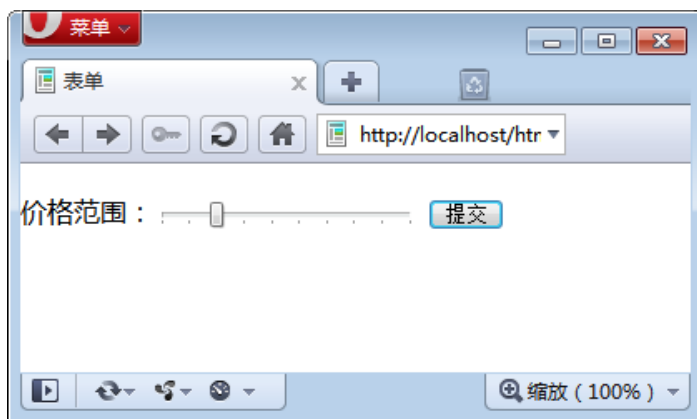 菜单
表单
http://localhost/htr
价格范围：
提交
缩放（100%）